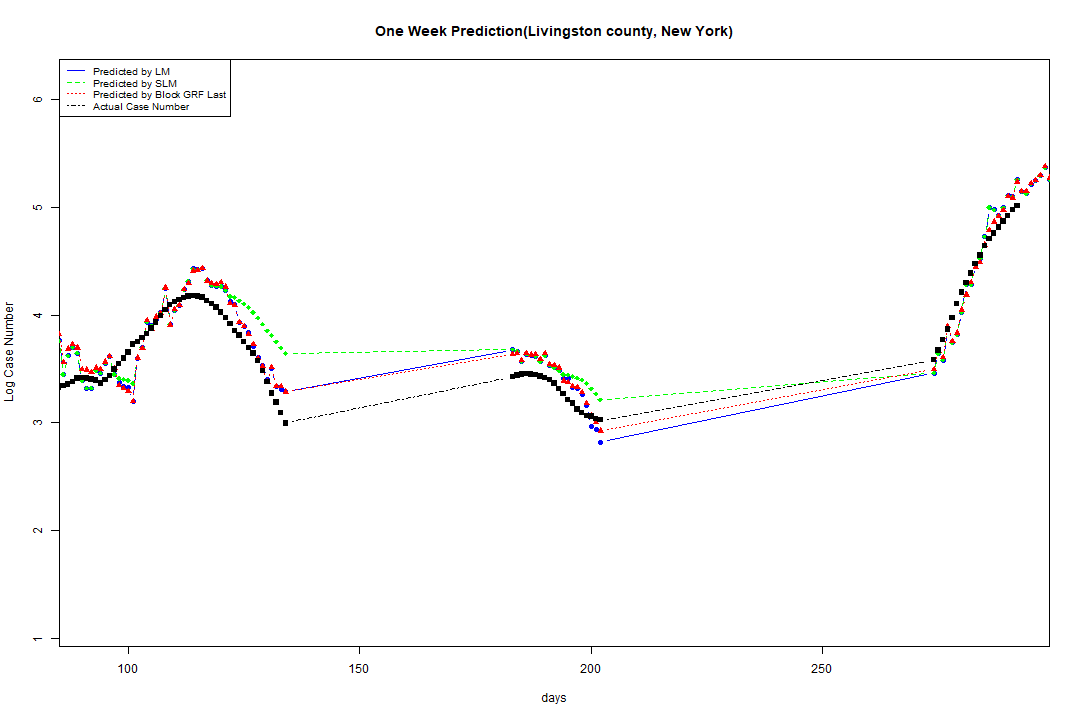 One Week Prediction(Livingston county, New York)
Predicted by LM
Predicted by SLM
Predicted by Block GRF Last
Actual Case Number
Log Case Number
6
5
4
3
2
1
100 150 200 250
days